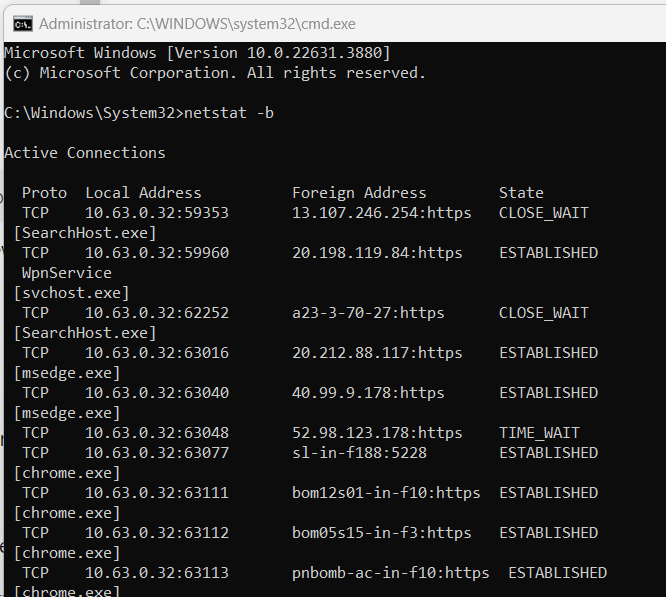 Administrator: C:\WINDOWS\system32\cmd.exe
Microsoft Windows [Version 10.0.22631.3880]
(c) Microsoft Corporation. All rights reserved.
C:\Windows\System32>netstat -b
Active Connections
Proto Local Address Foreign Address State
TCP 10.63.0.32:59353 13.107.246.254:https CLOSE_WAIT
[SearchHost.exe]
TCP 10.63.0.32:59960 20.198.119.84:https ESTABLISHED
WpnService
[svchost.exe]
TCP 10.63.0.32:62252 a23-3-70-27:https CLOSE_WAIT
[SearchHost.exe]
TCP 10.63.0.32:63016 20.212.88.117:https ESTABLISHED
[msedge.exe]
TCP 10.63.0.32:63040 40.99.9.178:https ESTABLISHED
[msedge.exe]
TCP 10.63.0.32:63048 52.98.123.178:https TIME_WAIT
TCP 10.63.0.32:63077 sl-in-f188:5228 ESTABLISHED
[chrome.exe]
TCP 10.63.0.32:63111 bom12s01-in-f10:https ESTABLISHED
[chrome.exe]
TCP 10.63.0.32:63112 bom05s15-in-f3:https ESTABLISHED
[chrome.exe]
TCP 10.63.0.32:63113 pnbomb-ac-in-f10:https ESTABLISHED
[chrome.exe]